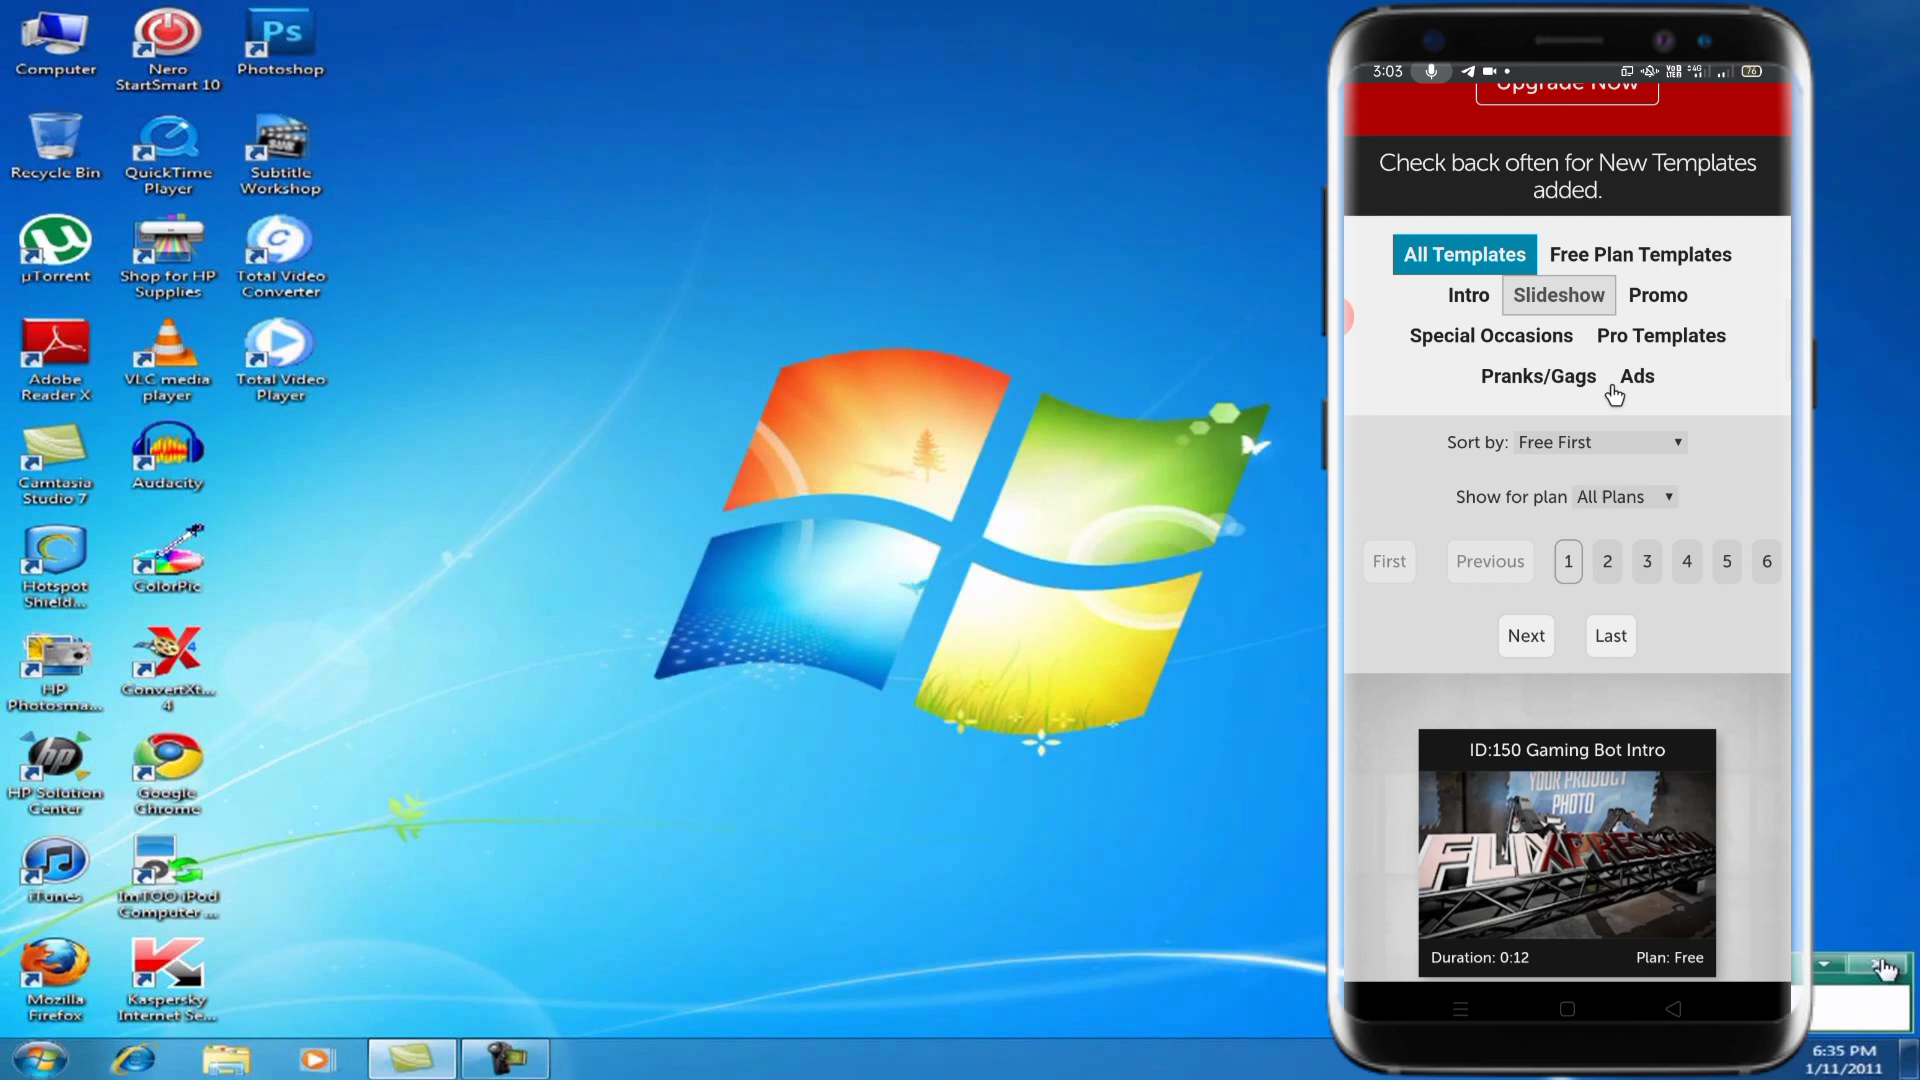 Computer
Nero
StartSmart 10
Photoshop
Ps
Recycle Bin
QuickTime
Player
Subtitle
Workshop
µTorrent
Shop for HP
Supplies
Total Video
Converter
Adobe
Reader X
VLC media
player
Total Video
Player
Camtasia
Studio 7
Audacity
Hotspot
Shield...
ColorPic
HP
Photosma...
ConvertXt...
4
HP Solution
Center
Google
Chrome
iTunes
ImTOO iPod
Computer ...
Mozilla
Firefox
Kaspersky
Internet Se...
3:03
76
Upgrade Now
Check back often for New Templates
added.
All Templates Free Plan Templates
Intro Slideshow Promo
Special Occasions Pro Templates
Pranks/Gags Ads
Sort by: Free First
Show for plan All Plans
First Previous 1 2 3 4 5 6
Next Last
ID:150 Gaming Bot Intro
YOUR PRODUCT
PHOTO
Duration: 0:12 Plan: Free
6:35 PM
1/11/2011